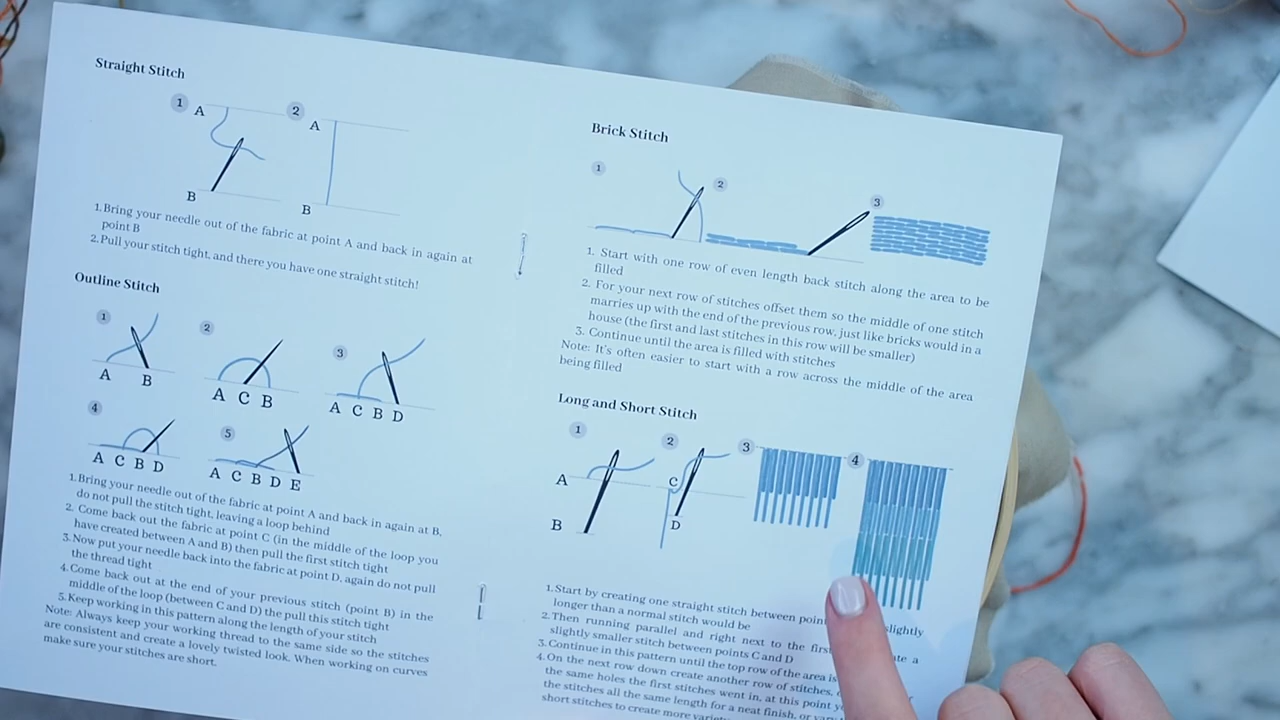 Straight Stitch
1 A 2 A
B B
1. Bring your needle out of the fabric at point A and back in again at
point B
2. Pull your stitch tight, and there you have one straight stitch!
Outline Stitch
1 2 3
A B A C B A C B D
4 5
A C B D A C B D E
1. Bring your needle out of the fabric at point A and back in again at B,
do not pull the stitch tight, leaving a loop behind
2. Come back out the fabric at point C (in the middle of the loop you
have created between A and B) then pull the first stitch tight
3. Now put your needle back into the fabric at point D, again do not pull
the thread tight
4. Come back out at the end of your previous stitch (point B) in the
middle of the loop (between C and D) the pull this stitch tight
5. Keep working in this pattern along the length of your stitch
Note: Always keep your working thread to the same side so the stitches
are consistent and create a lovely twisted look. When working on curves
make sure your stitches are short.
Brick Stitch
1 2 3
1. Start with one row of even length back stitch along the area to be
filled
2. For your next row of stitches offset them so the middle of one stitch
marries up with the end of the previous row, just like bricks would in a
house (the first and last stitches in this row will be smaller)
3. Continue until the area is filled with stitches
Note: It's often easier to start with a row across the middle of the area
being filled
Long and Short Stitch
1 2 3 4
A C
B D
1. Start by creating one straight stitch between slightly
longer than a normal stitch would be
2. Then running parallel and right next to the a
slightly smaller stitch between points C and D
3. Continue in this pattern until the top row of the area is
4. On the next row down create another row of stitches,
the same holes the first stitches went in, at this point
the stitches all the same length for a neat finish, or
short stitches to create more